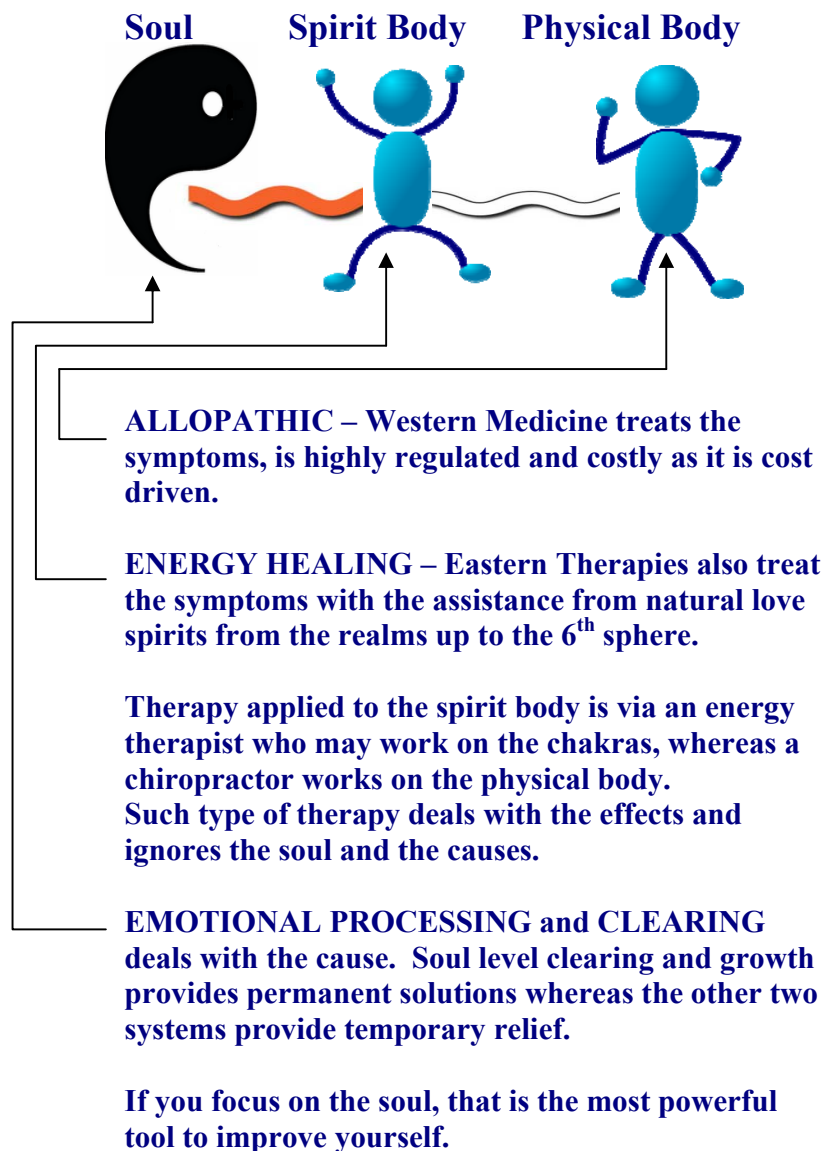 Soul Spirit Body Physical Body
ALLOPATHIC – Western Medicine treats the
symptoms, is highly regulated and costly as it is cost
driven.
ENERGY HEALING – Eastern Therapies also treat
the symptoms with the assistance from natural love
spirits from the realms up to the 6th sphere.
Therapy applied to the spirit body is via an energy
therapist who may work on the chakras, whereas a
chiropractor works on the physical body.
Such type of therapy deals with the effects and
ignores the soul and the causes.
EMOTIONAL PROCESSING and CLEARING
deals with the cause.  Soul level clearing and growth
provides permanent solutions whereas the other two
systems provide temporary relief.
If you focus on the soul, that is the most powerful
tool to improve yourself.